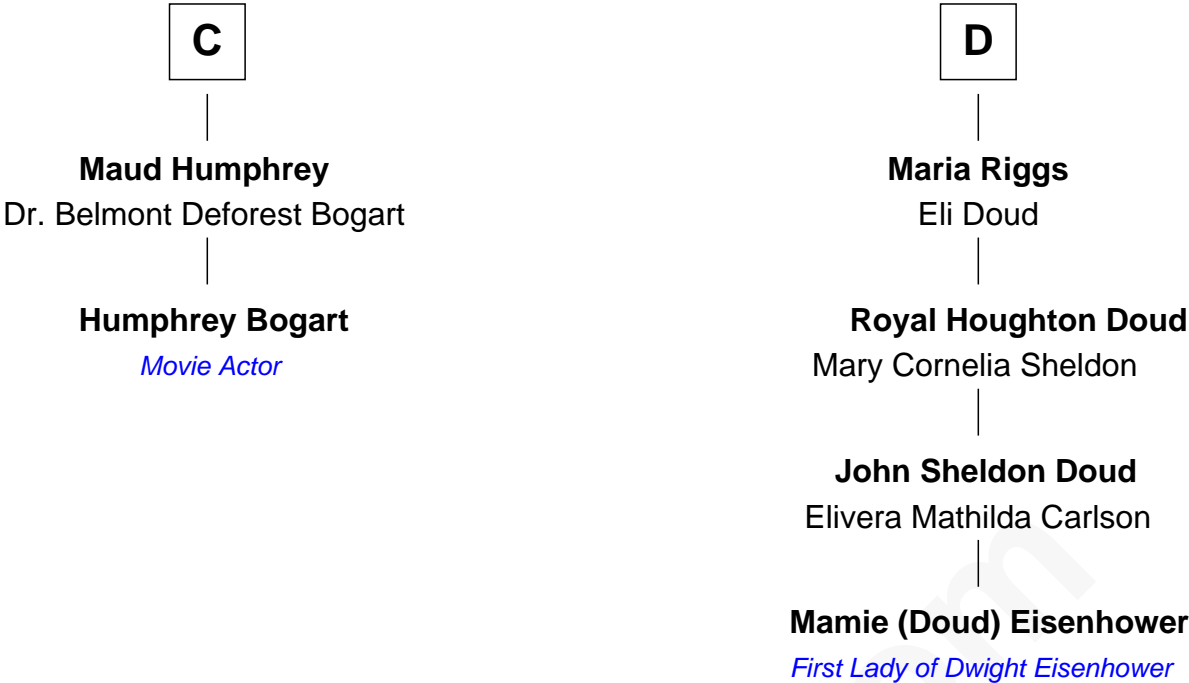 C
Maud Humphrey
Dr. Belmont Deforest Bogart
Humphrey Bogart
Movie Actor
D
Maria Riggs
Eli Doud
Royal Houghton Doud
Mary Cornelia Sheldon
John Sheldon Doud
Elivera Mathilda Carlson
Mamie (Doud) Eisenhower
First Lady of Dwight Eisenhower